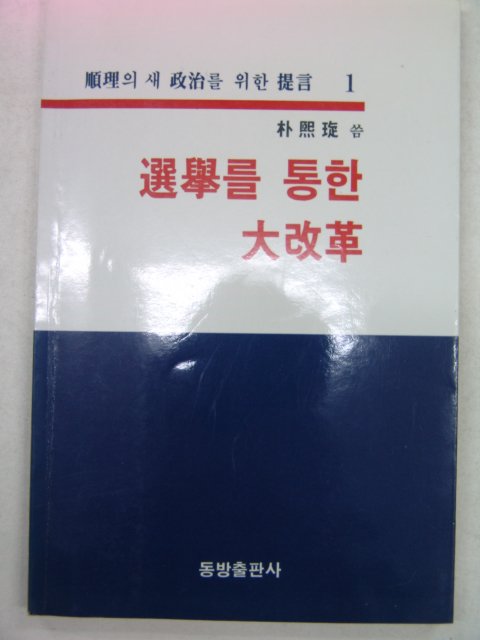 順理의 새 政治를 위한 提言 1
朴熙琁 씀
選擧를 통한
大改革
동방출판사